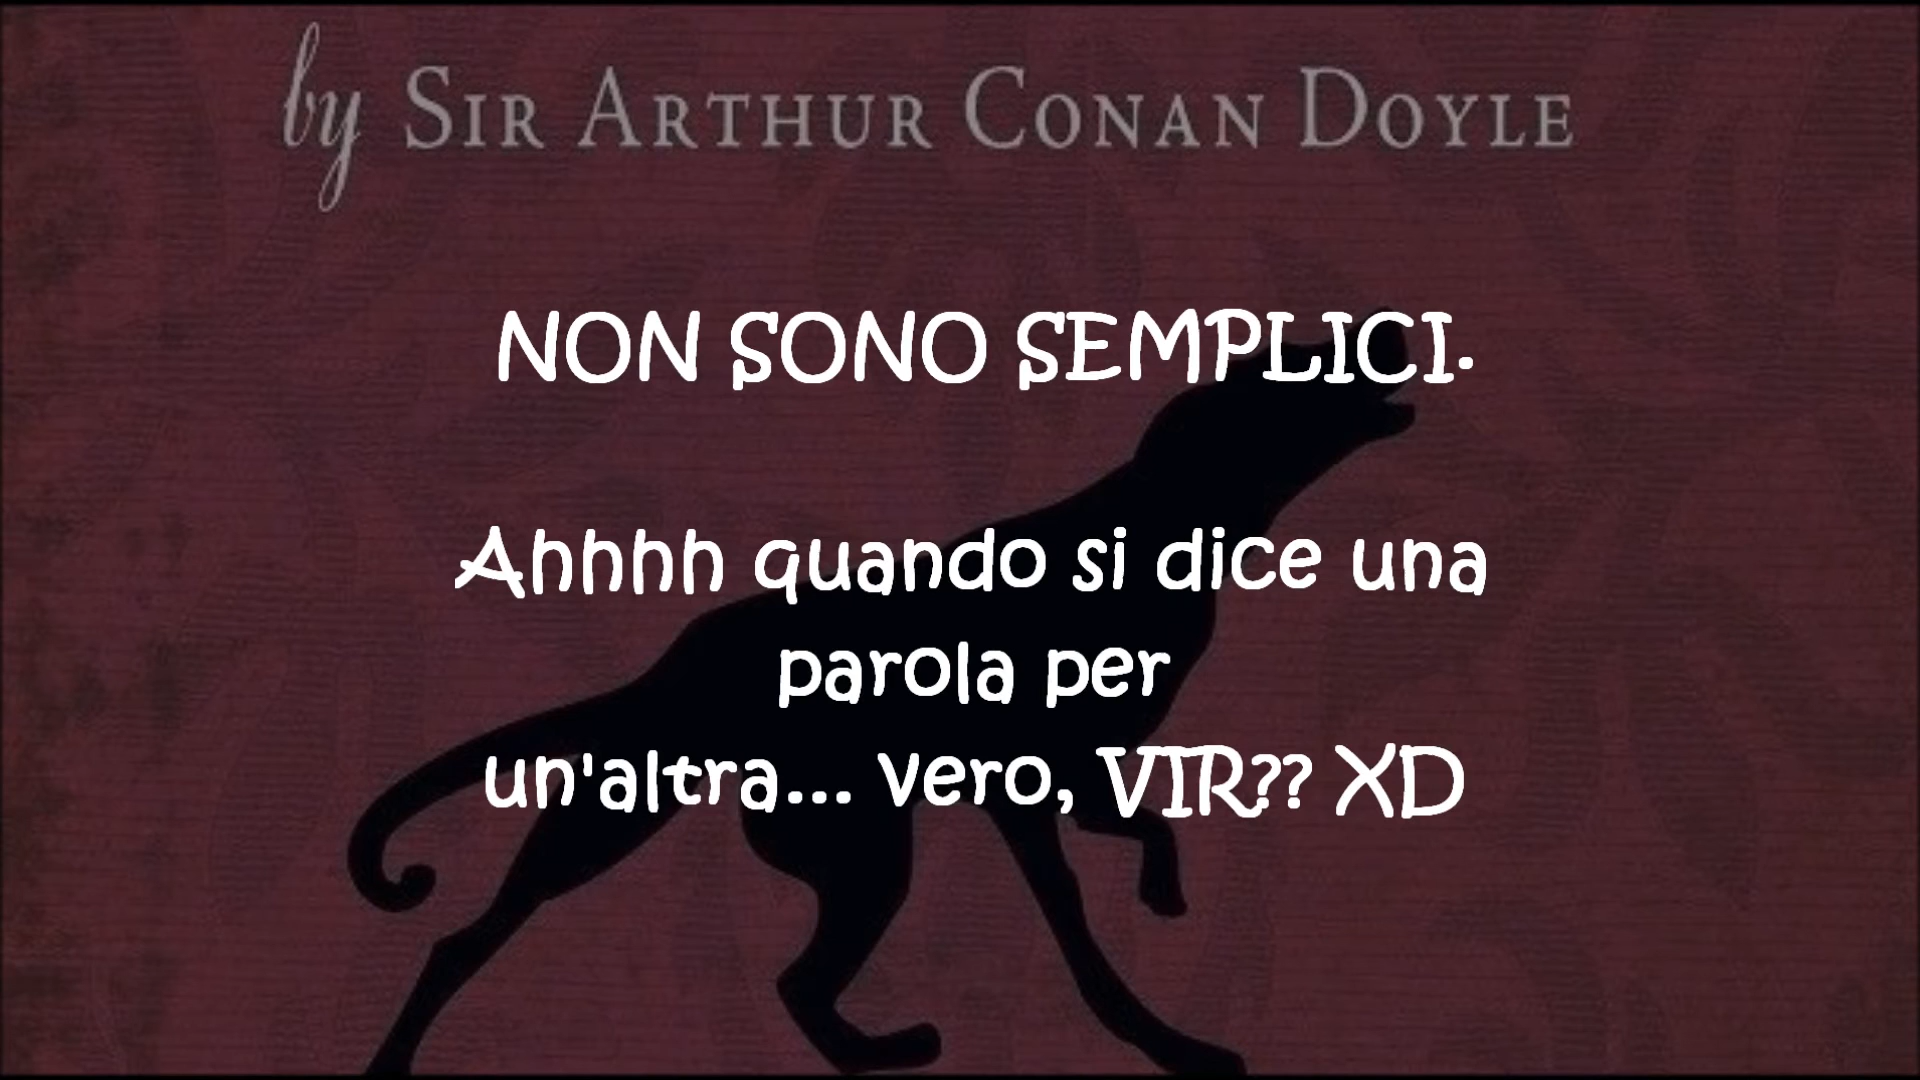 by SIR ARTHUR CONAN DOYLE
NON SONO SEMPLICI.
Ahhhh quando si dice una
parola per
un'altra... vero, VIR?? XD